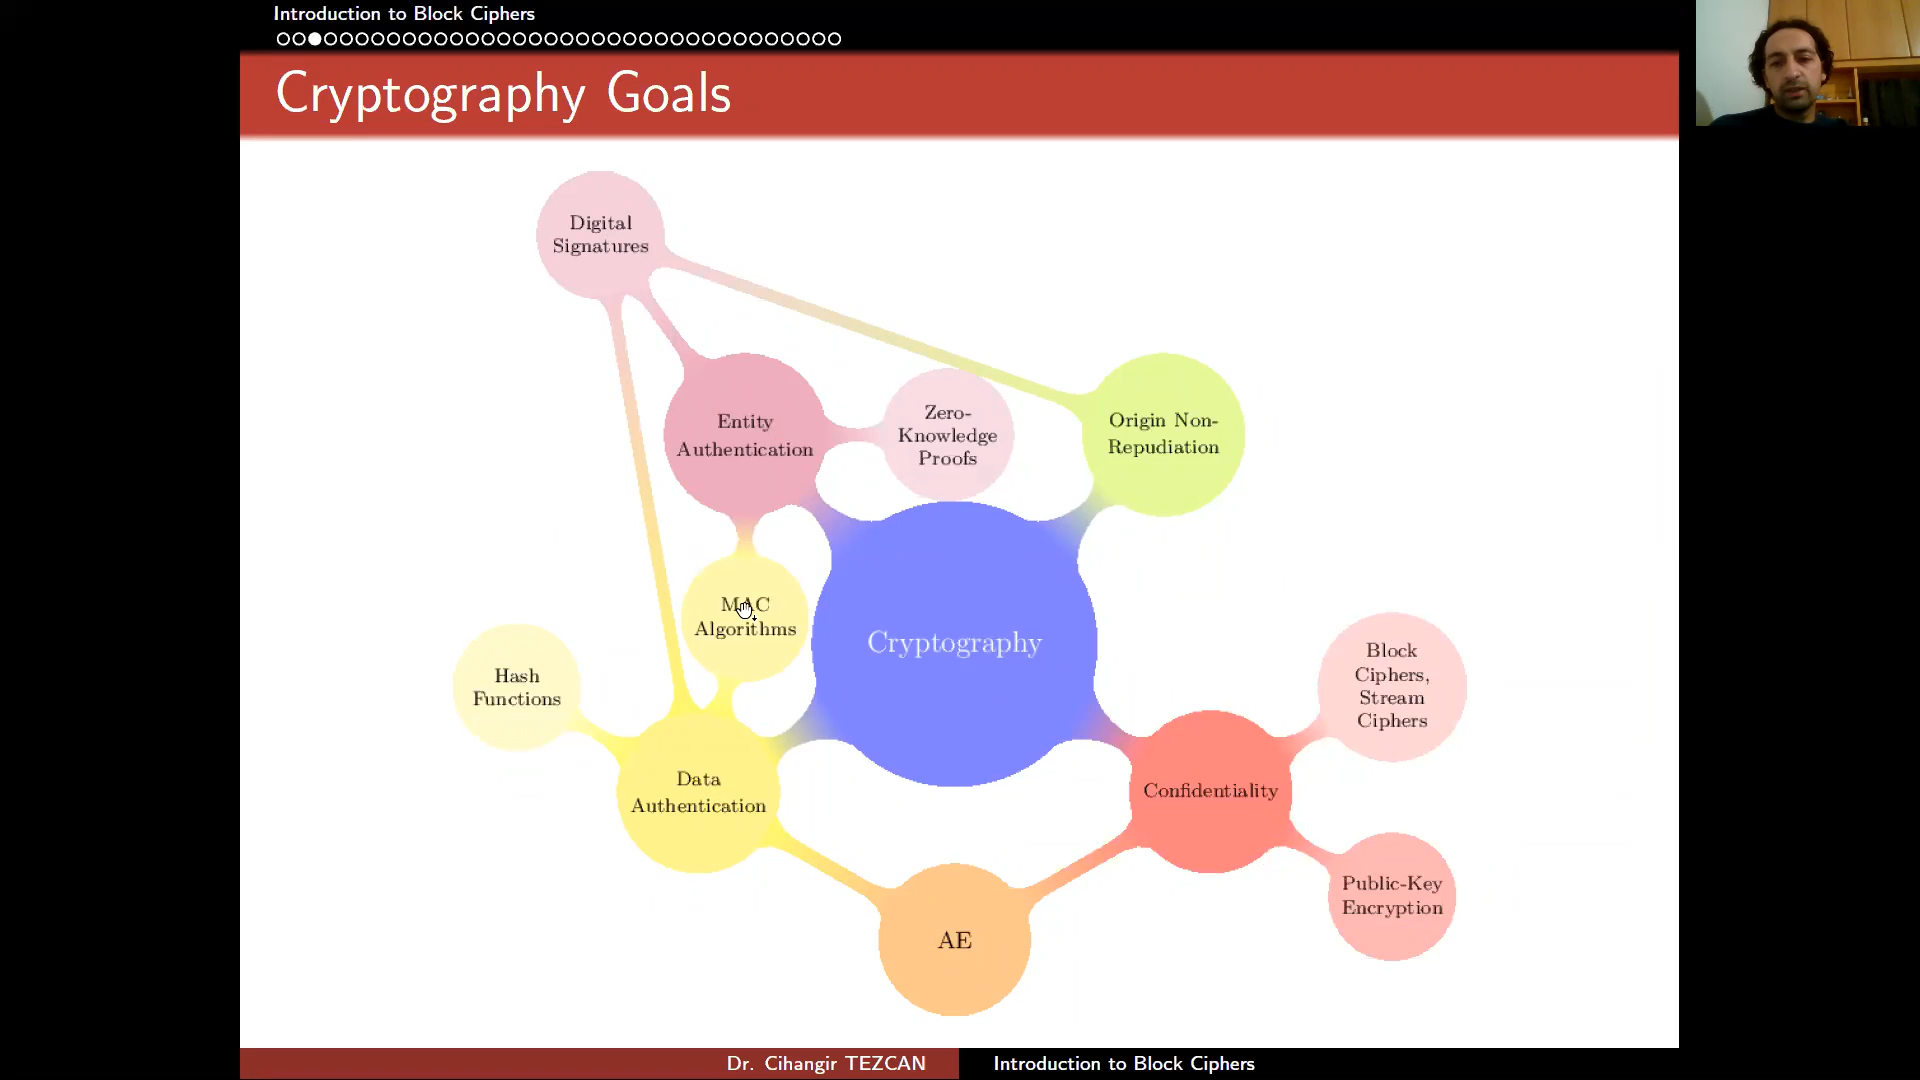 Introduction to Block Ciphers
Cryptography Goals
Digital
Signatures
Entity
Authentication
Zero-
Knowledge
Proofs
Origin Non-
Repudiation
MAC
Algorithms
Cryptography
Hash
Functions
Block
Ciphers,
Stream
Ciphers
Data
Authentication
Confidentiality
Public-Key
Encryption
AE
Dr. Cihangir TEZCAN
Introduction to Block Ciphers